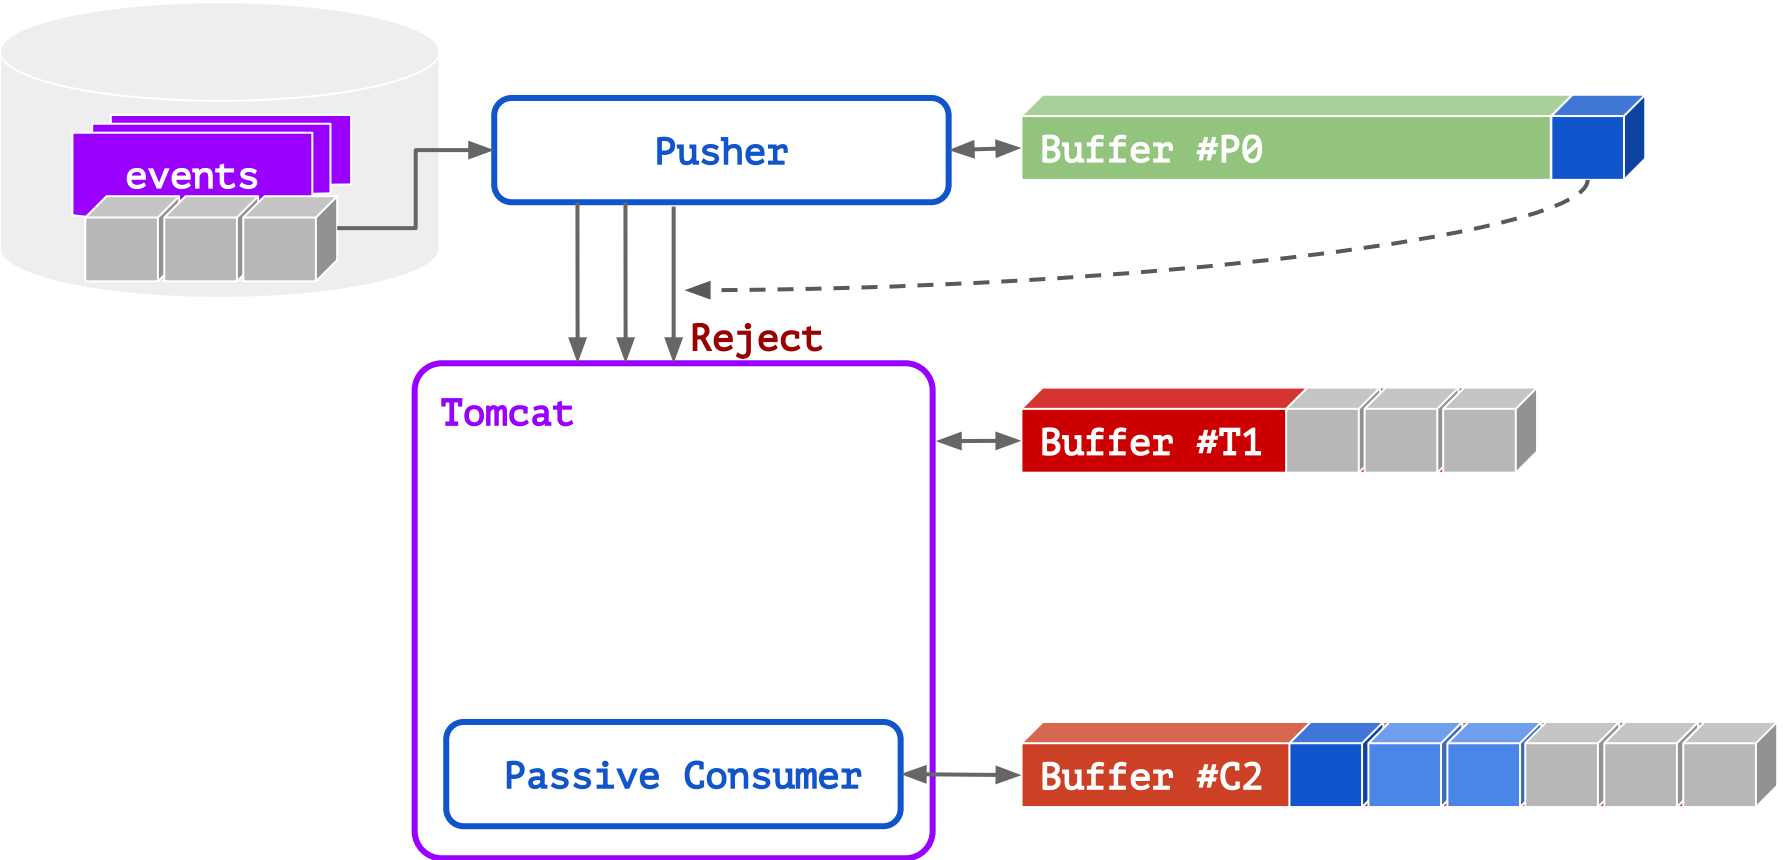 Pusher
Buffer #P0
events
Reject
Tomcat
Buffer #T1
Passive Consumer
Buffer #C2